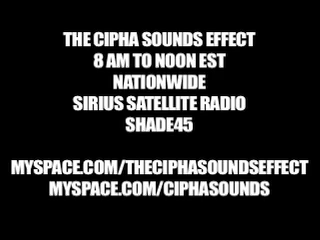 THE CIPHA SOUNDS EFFECT
8 AM TO NOON EST
NATIONWIDE
SIRIUS SATELLITE RADIO
SHADE45
MYSPACE.COM/THECIPHASOUNDSEFFECT
MYSPACE.COM/CIPHASOUNDS